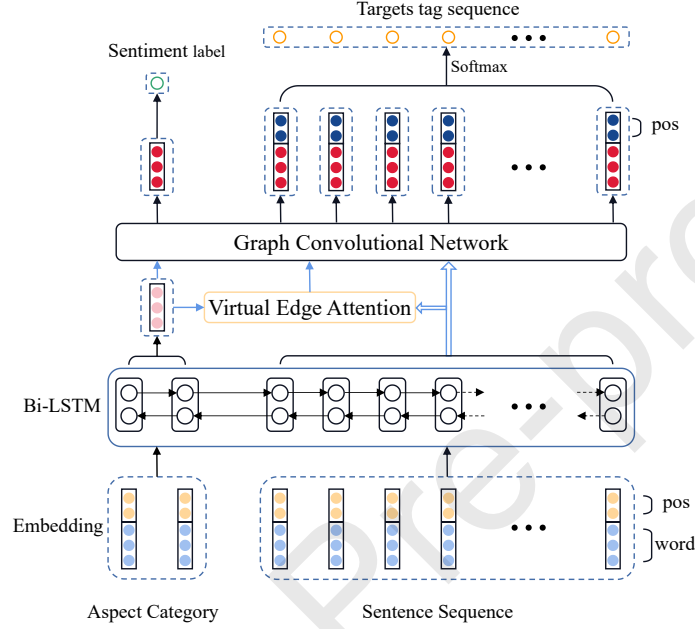 Targets tag sequence
Sentiment label
Softmax
pos
Graph Convolutional Network
Virtual Edge Attention
Bi-LSTM
Embedding
pos
word
Aspect Category
Sentence Sequence
Pre-pr